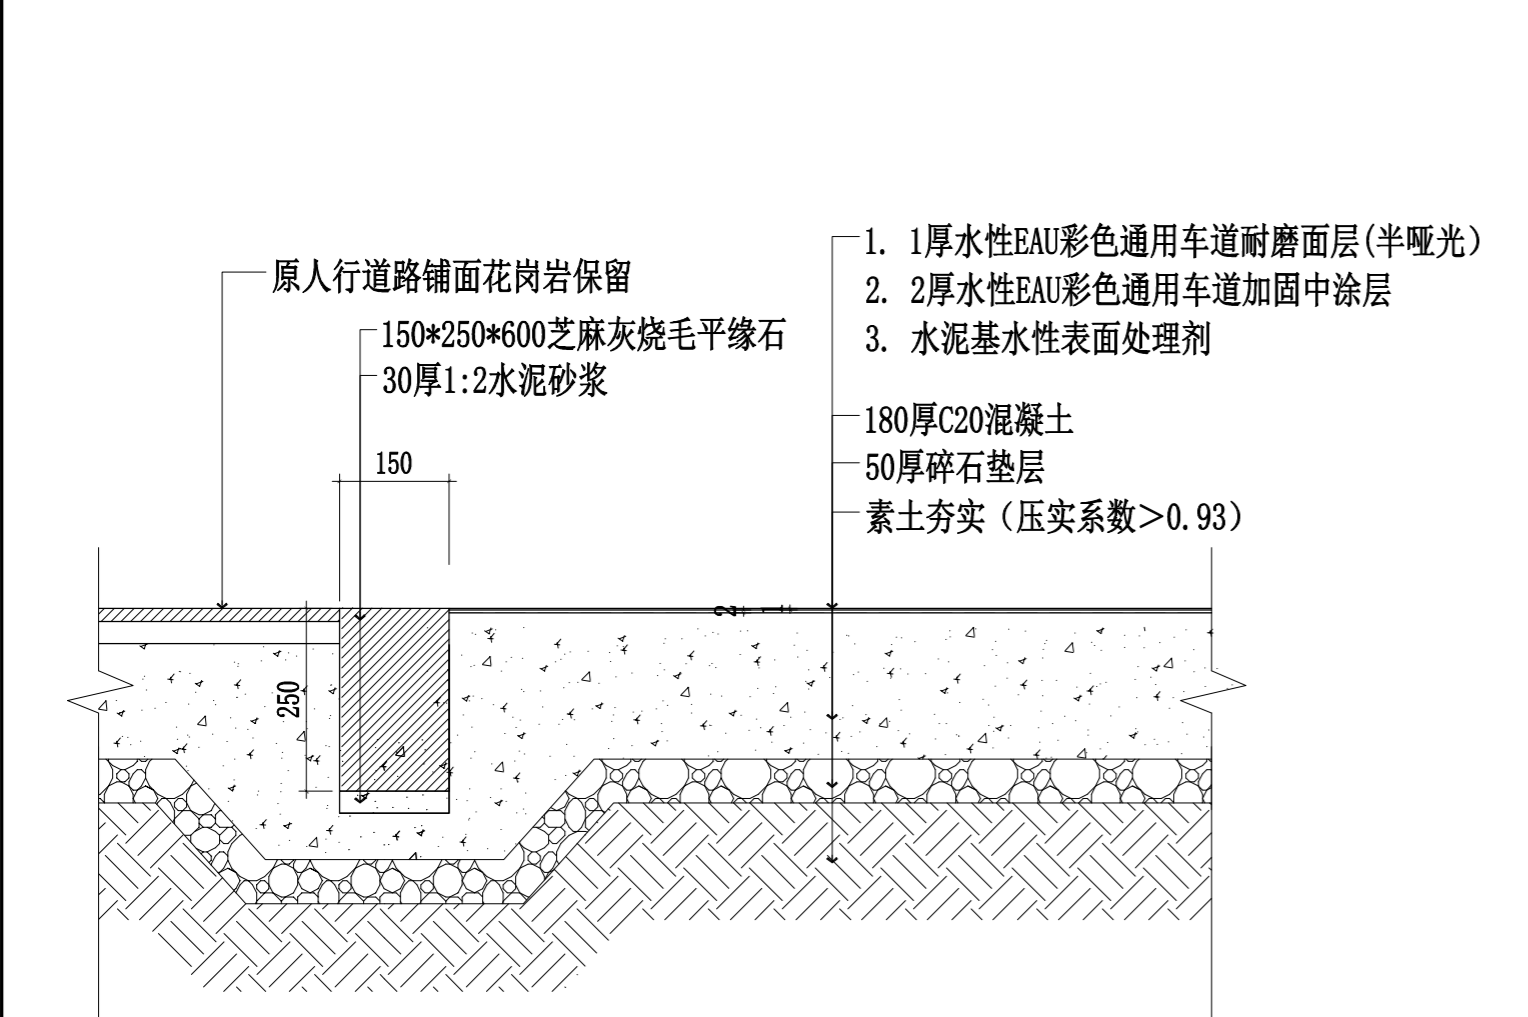 1. 1厚水性EAU彩色通用车道耐磨面层(半哑光)
原人行道路铺面花岗岩保留
2. 2厚水性EAU彩色通用车道加固中涂层
150*250*600芝麻灰烧毛平缘石
3. 水泥基水性表面处理剂
30厚1:2水泥砂浆
180厚C20混凝土
150
50厚碎石垫层
素土夯实（压实系数＞0.93）
2
1
250